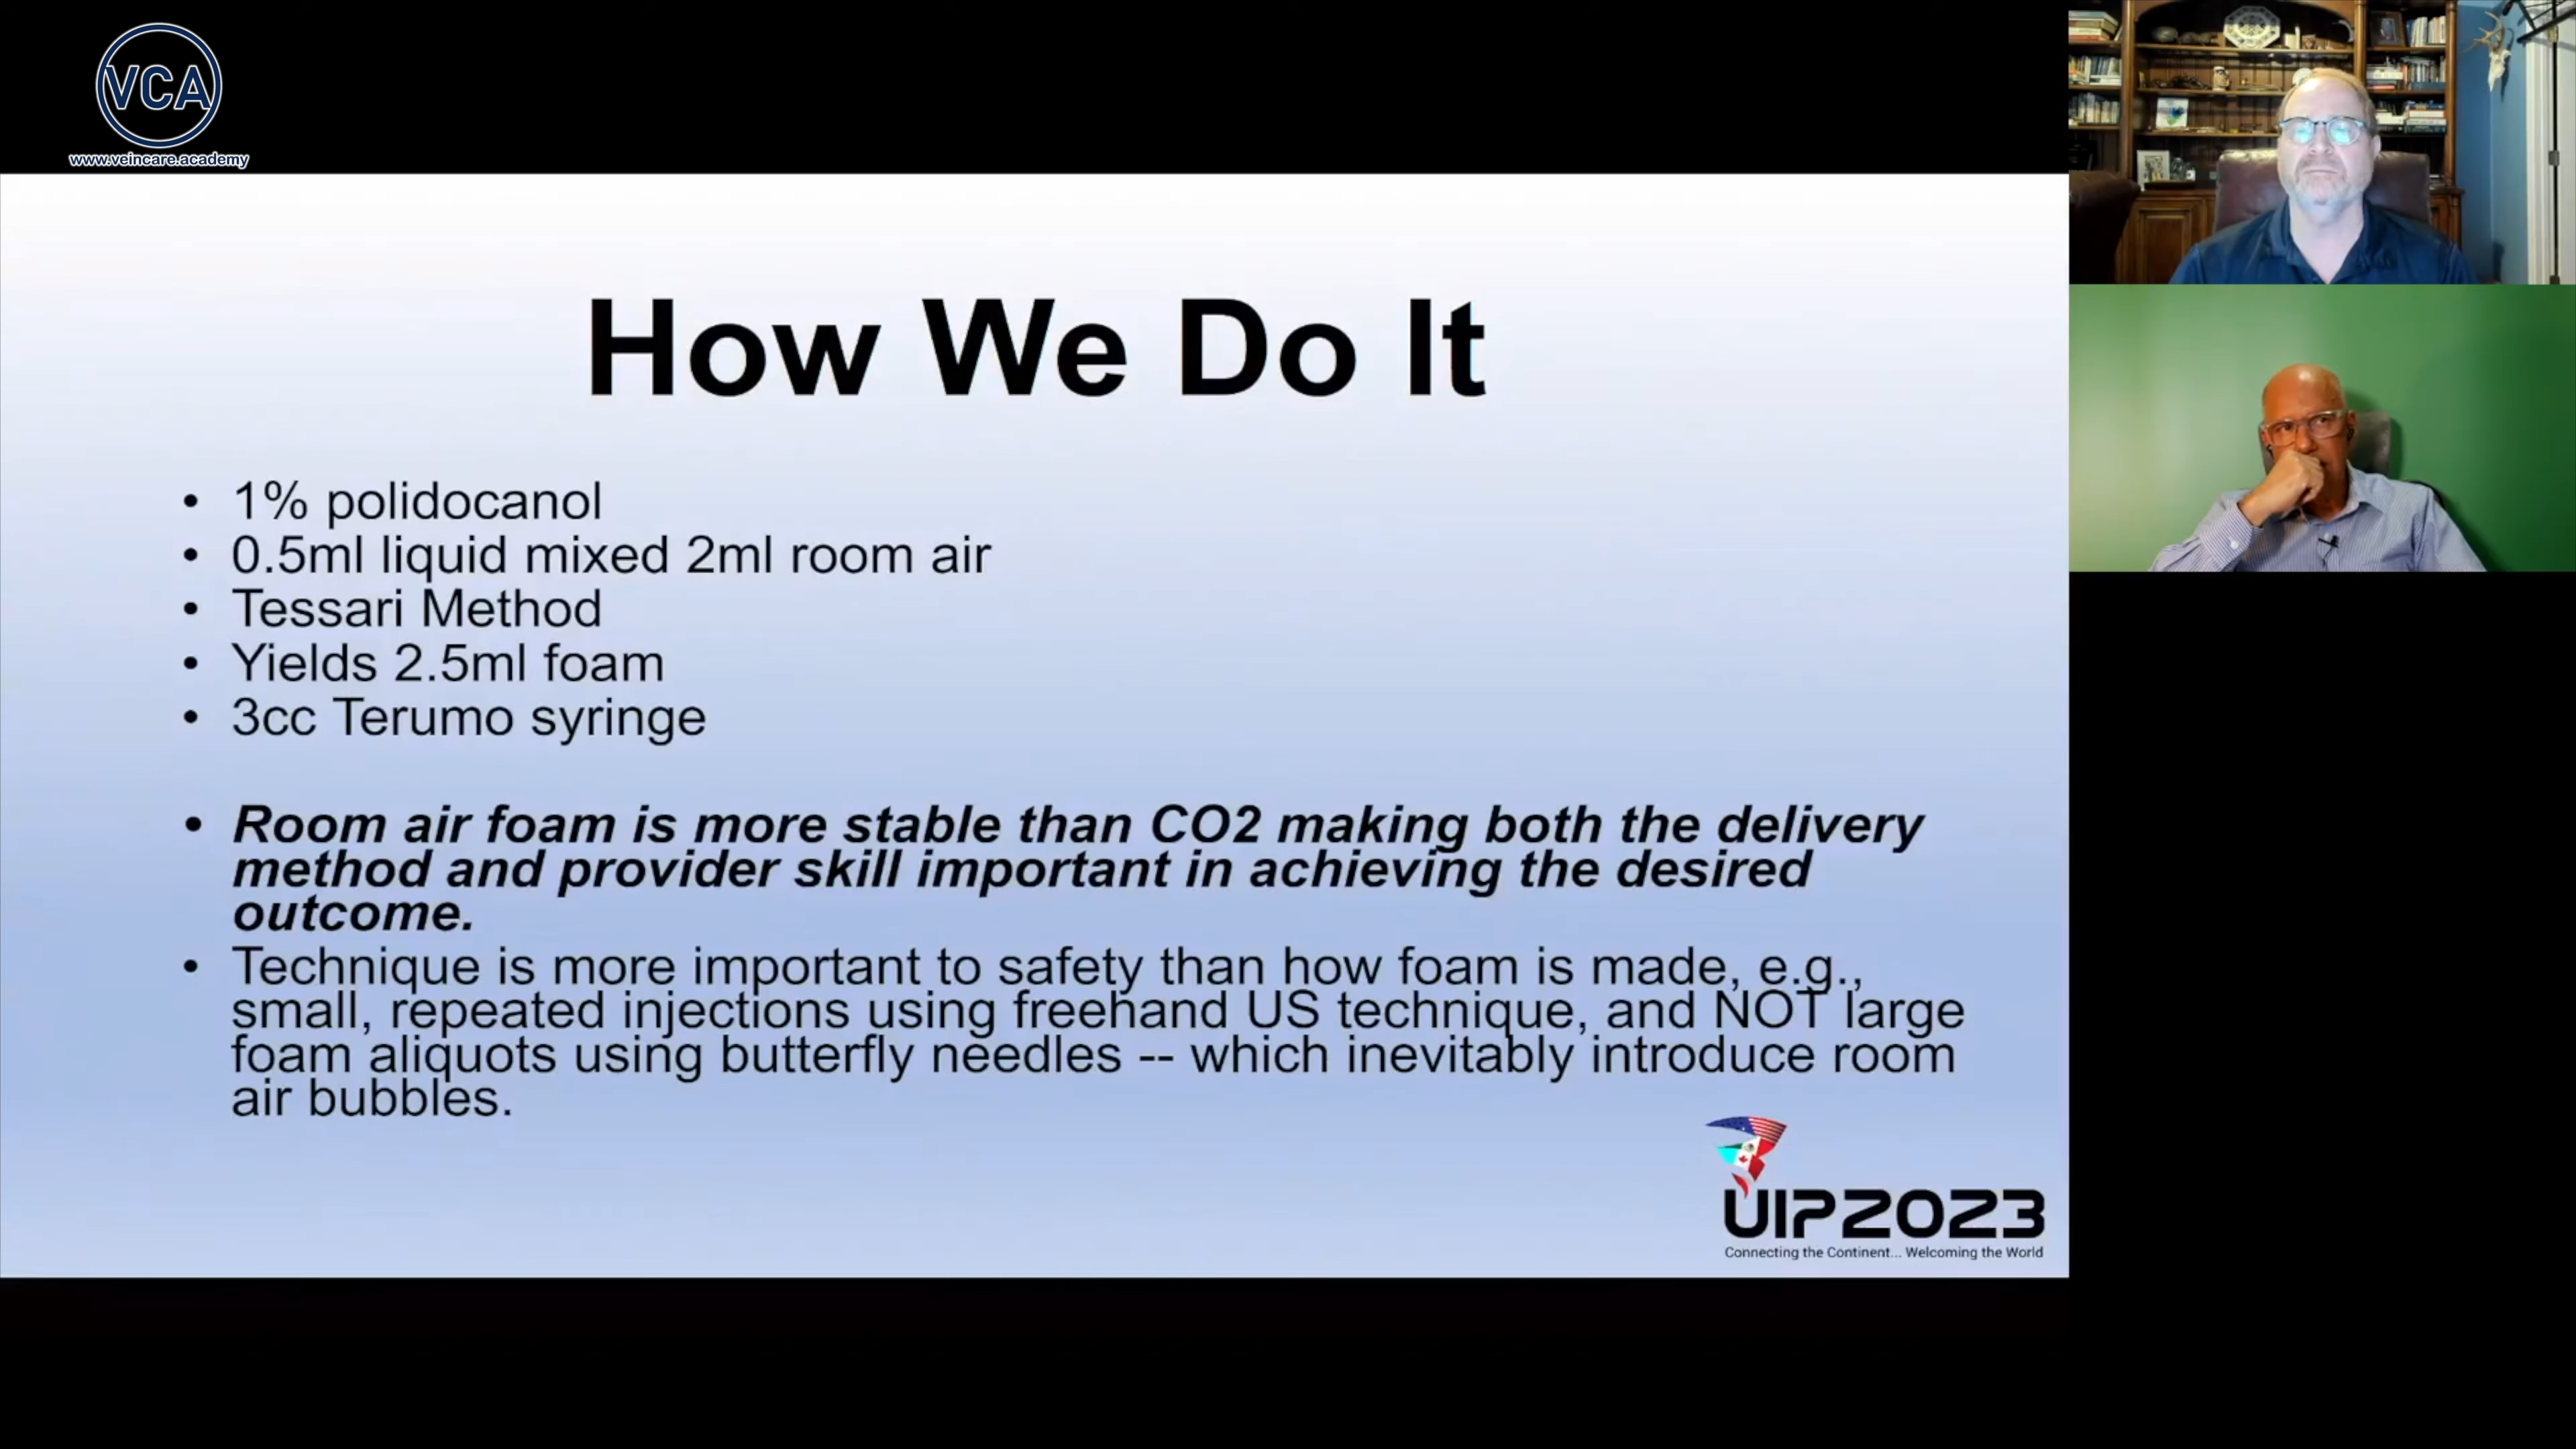 VCA
www.veincare.academy
How We Do It
• 1% polidocanol
• 0.5ml liquid mixed 2ml room air
• Tessari Method
• Yields 2.5ml foam
• 3cc Terumo syringe
• Room air foam is more stable than CO2 making both the delivery
method and provider skill important in achieving the desired
outcome.
• Technique is more important to safety than how foam is made, e.g.,
small, repeated injections using freehand US technique, and NOT large
foam aliquots using butterfly needles -- which inevitably introduce room
air bubbles.
UIP2023
Connecting the Continent... Welcoming the World